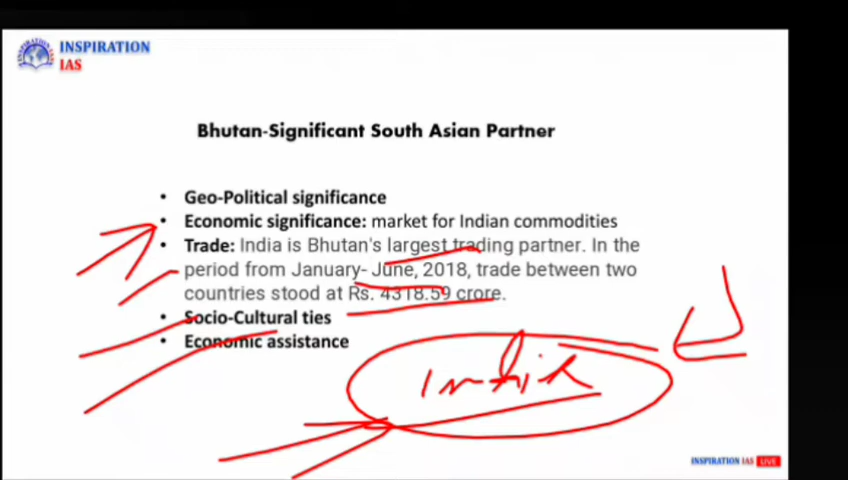 INSPIRATION
IAS
Bhutan-Significant South Asian Partner
• Geo-Political significance
• Economic significance: market for Indian commodities
• Trade: India is Bhutan's largest trading partner. In the
period from January- June, 2018, trade between two
countries stood at Rs. 4318.59 crore.
• Socio-Cultural ties
• Economic assistance
India
INSPIRATION IAS LIVE